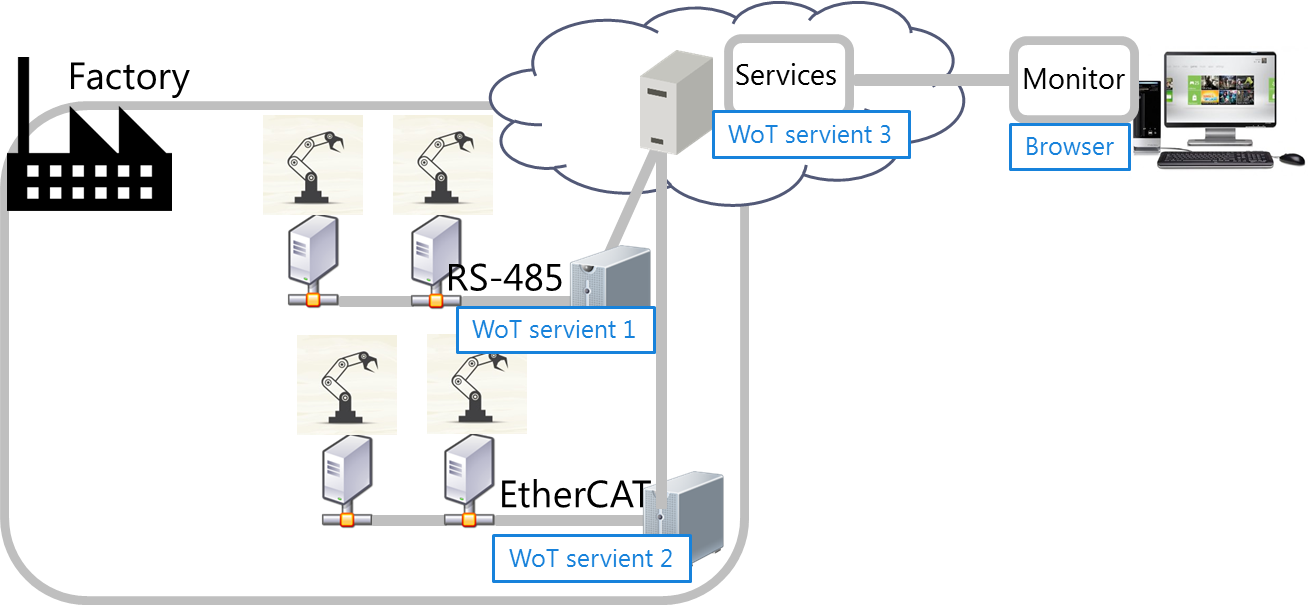 Factory
Services
Monitor
WoT servient 3
Browser
RS-485
WoT servient 1
EtherCAT
WoT servient 2